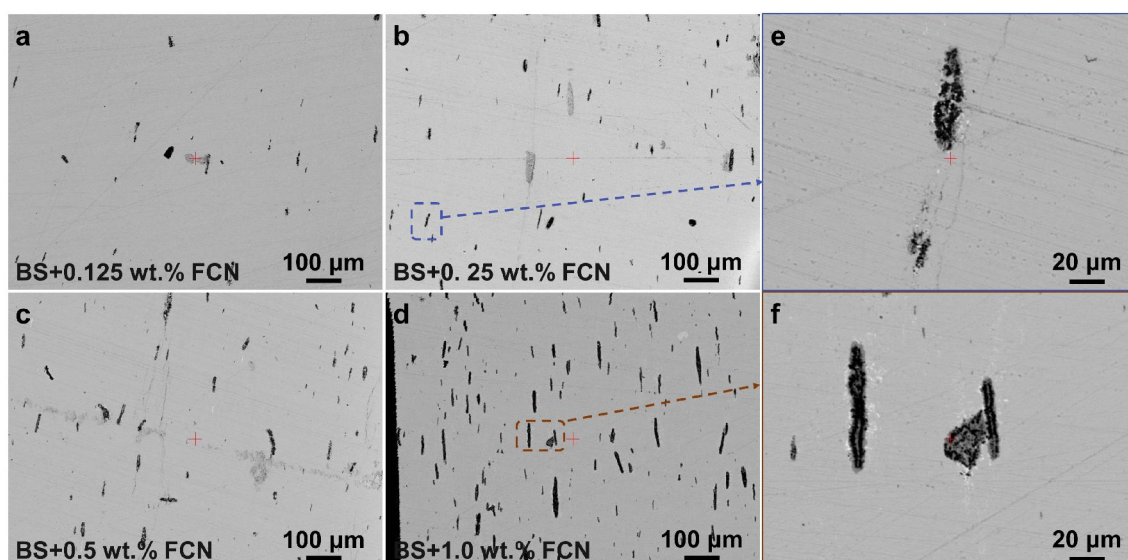 a
b
e
BS+0.125 wt.% FCN
100 µm
BS+0. 25 wt.% FCN
100 µm
20 µm
c
d
f
BS+0.5 wt.% FCN
100 µm
BS+1.0 wt.% FCN
100 µm
20 µm